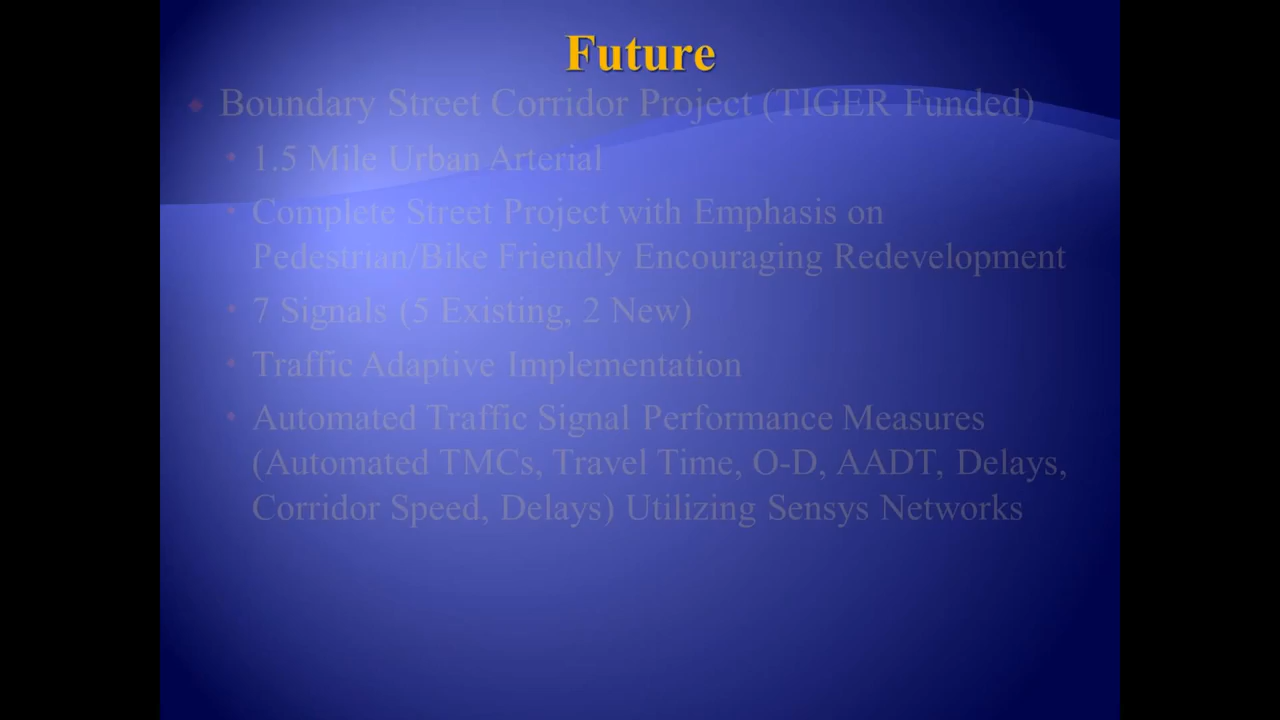 Future
Boundary Street Corridor Project (TIGER Funded)
1.5 Mile Urban Arterial
Complete Street Project with Emphasis on
Pedestrian/Bike Friendly Encouraging Redevelopment
7 Signals (5 Existing, 2 New)
Traffic Adaptive Implementation
Automated Traffic Signal Performance Measures
(Automated TMCs, Travel Time, O-D, AADT, Delays,
Corridor Speed, Delays) Utilizing Sensys Networks